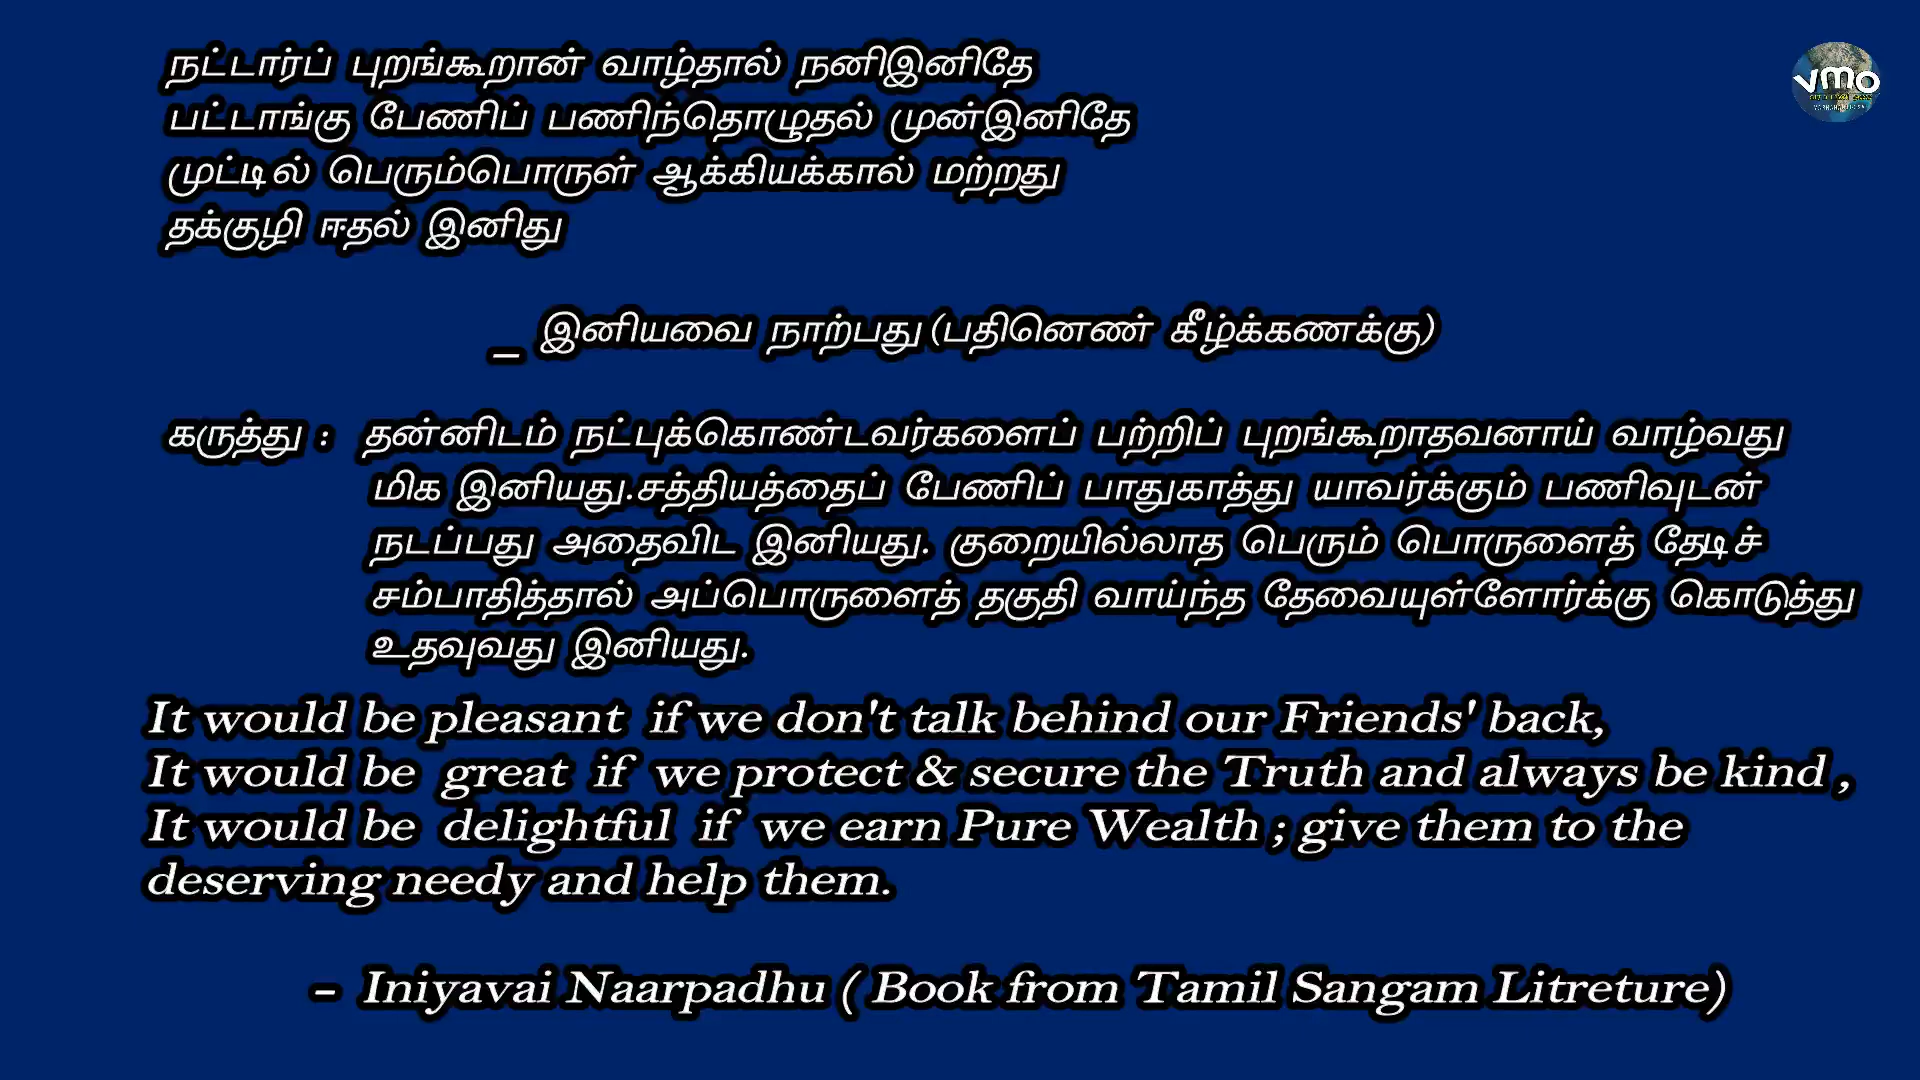 நட்டார்ப் புறங்கூறான் வாழ்தால் நனிஇனிதே
vmo
பட்டாங்கு பேணிப் பணிந்தொழுதல் முன்இனிதே
முட்டில் பெரும்பொருள் ஆக்கியக்கால் மற்றது
தக்குழி ஈதல் இனிது
_ இனியவை நாற்பது (பதினெண் கீழ்க்கணக்கு)
கருத்து : தன்னிடம் நட்புக்கொண்டவர்களைப் பற்றிப் புறங்கூறாதவனாய் வாழ்வது
மிக இனியது.சத்தியத்தைப் பேணிப் பாதுகாத்து யாவர்க்கும் பணிவுடன்
நடப்பது அதைவிட இனியது. குறையில்லாத பெரும் பொருளைத் தேடிச்
சம்பாதித்தால் அப்பொருளைத் தகுதி வாய்ந்த தேவையுள்ளோர்க்கு கொடுத்து
உதவுவது இனியது.
It would be pleasant if we don't talk behind our Friends' back,
It would be great if we protect & secure the Truth and always be kind ,
It would be delightful if we earn Pure Wealth ; give them to the
deserving needy and help them.
– Iniyavai Naarpadhu ( Book from Tamil Sangam Litreture)